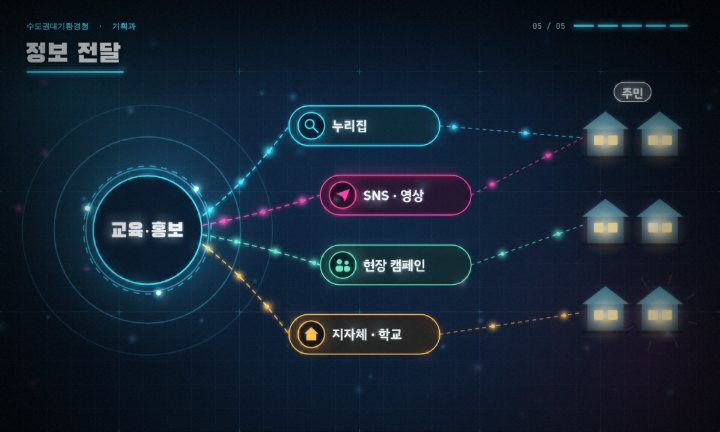 수도권대기환경청 · 기획과
05 / 05
정보 전달
주민
누리집
SNS · 영상
교육·홍보
현장 캠페인
지자체 · 학교